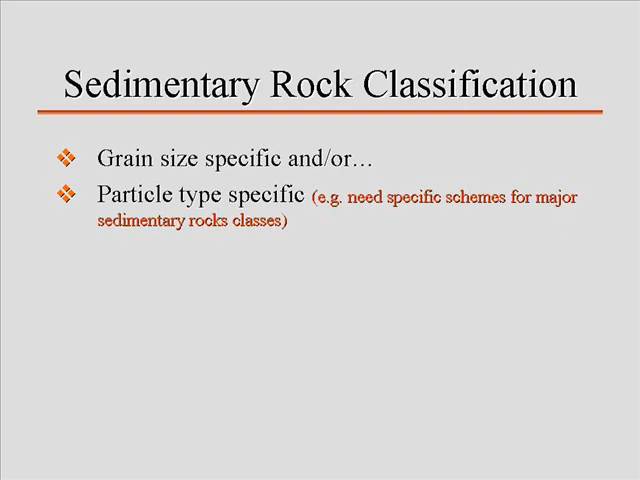 Sedimentary Rock Classification
Grain size specific and/or…
Particle type specific (e.g. need specific schemes for major
sedimentary rocks classes)